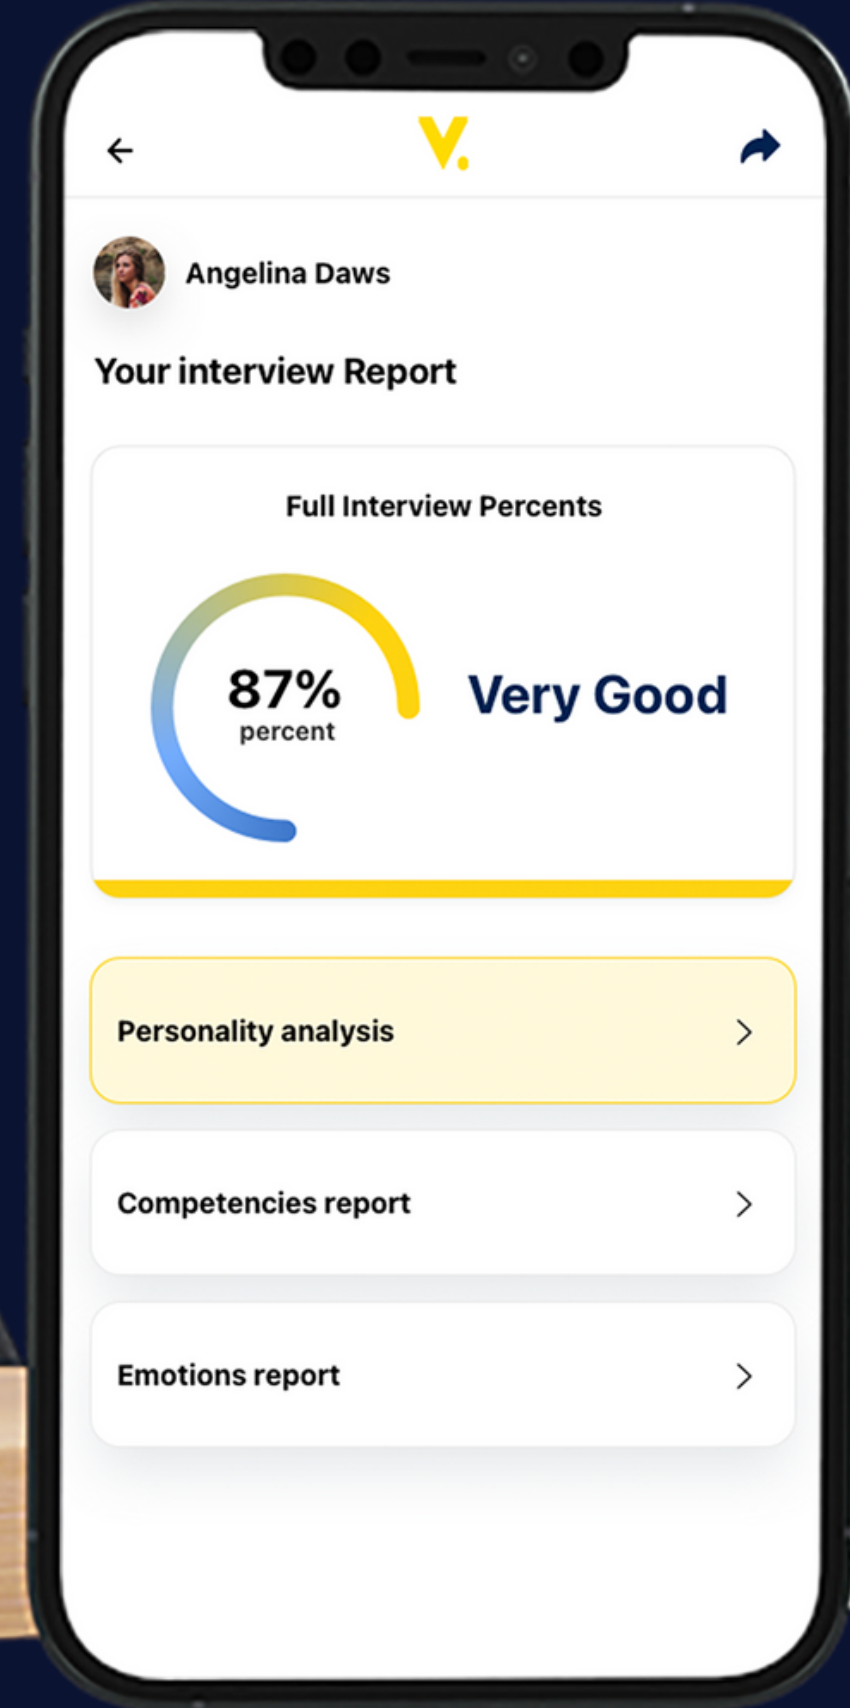 V.
Angelina Daws
Your interview Report
Full Interview Percents
87%
percent
Very Good
Personality analysis
Competencies report
Emotions report